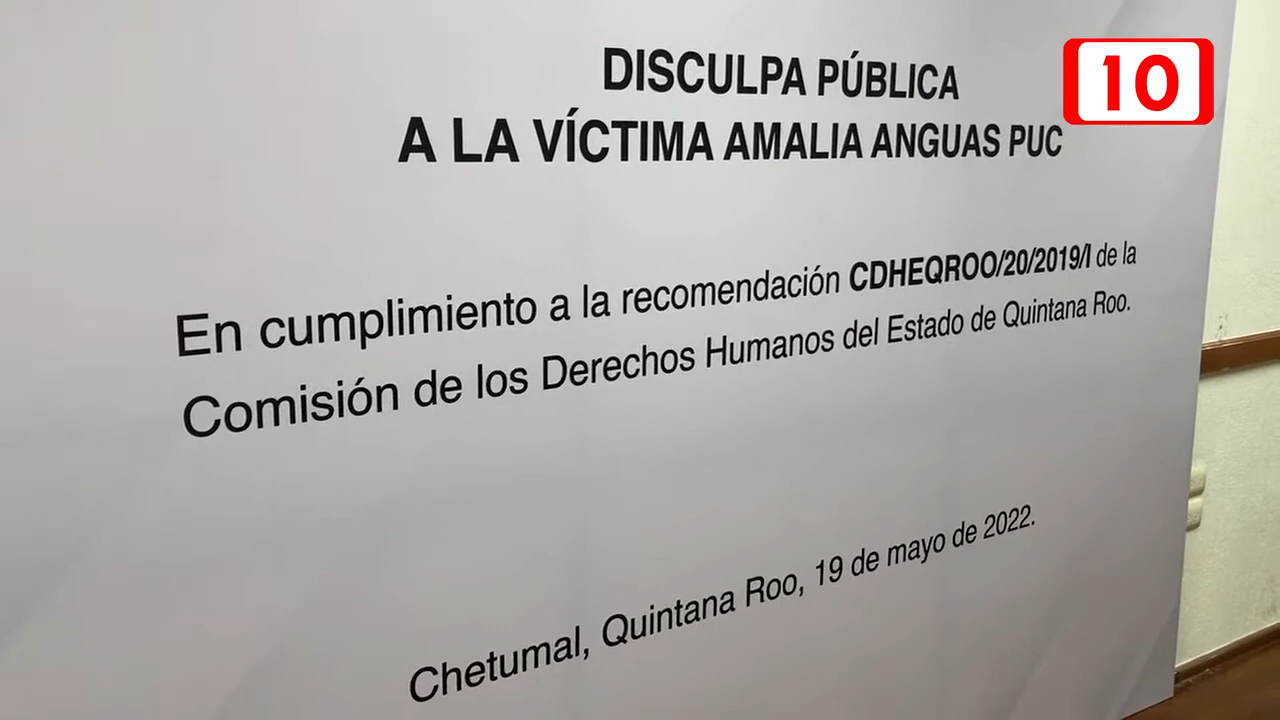 10
DISCULPA PÚBLICA
A LA VÍCTIMA AMALIA ANGUAS PUC
En cumplimiento a la recomendación CDHEQROO/20/2019/I de la
Comisión de los Derechos Humanos del Estado de Quintana Roo.
Chetumal, Quintana Roo, 19 de mayo de 2022.